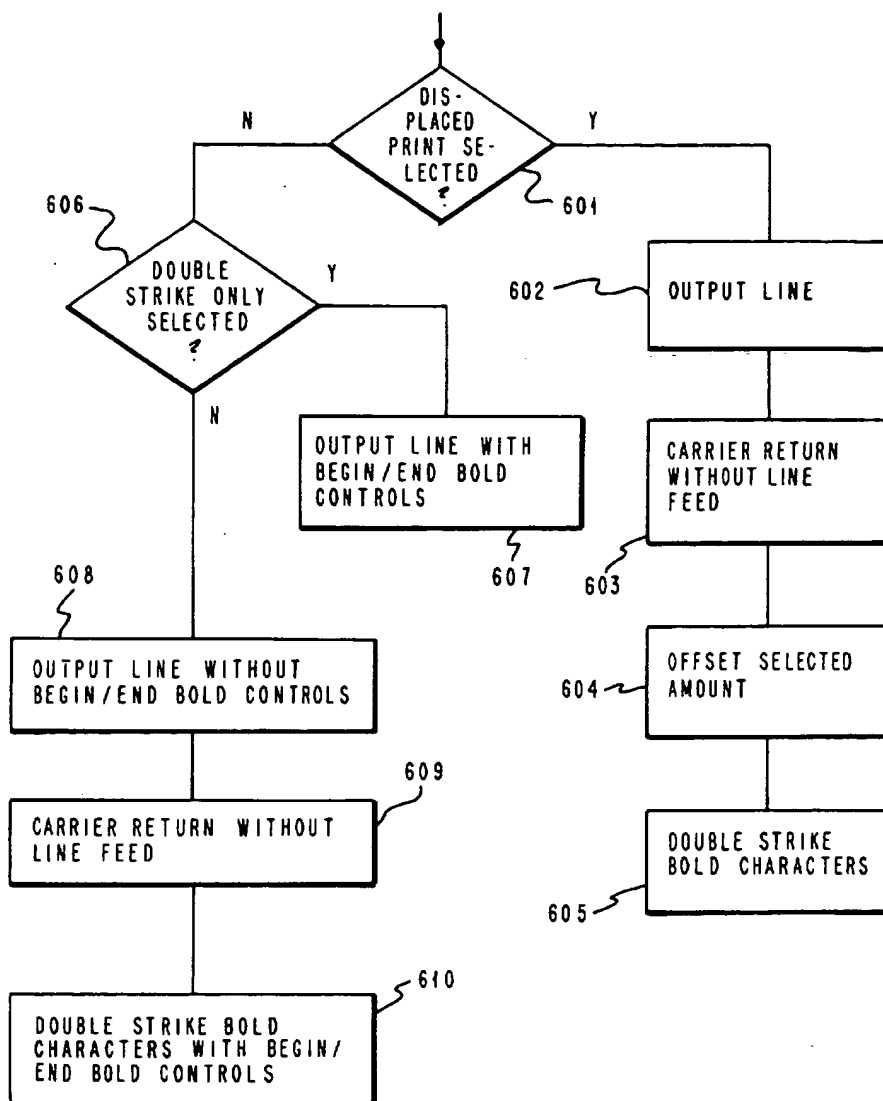 DIS-
PLACED
PRINT SE-
LECTED
?
N
Y
601
606
DOUBLE
STRIKE ONLY
SELECTED
?
Y
N
602
OUTPUT LINE
OUTPUT LINE WITH
BEGIN/END BOLD
CONTROLS
607
CARRIER RETURN
WITHOUT LINE
FEED
603
608
OUTPUT LINE WITHOUT
BEGIN/END BOLD CONTROLS
OFFSET SELECTED
AMOUNT
604
609
CARRIER RETURN WITHOUT
LINE FEED
DOUBLE STRIKE
BOLD CHARACTERS
605
610
DOUBLE STRIKE BOLD
CHARACTERS WITH BEGIN/
END BOLD CONTROLS